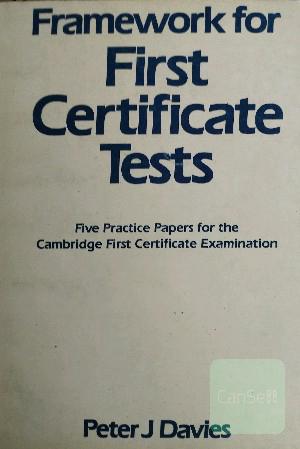 Framework for
First
Certificate
Tests
Five Practice Papers for the
Cambridge First Certificate Examination
CanSell
Peter J Davies